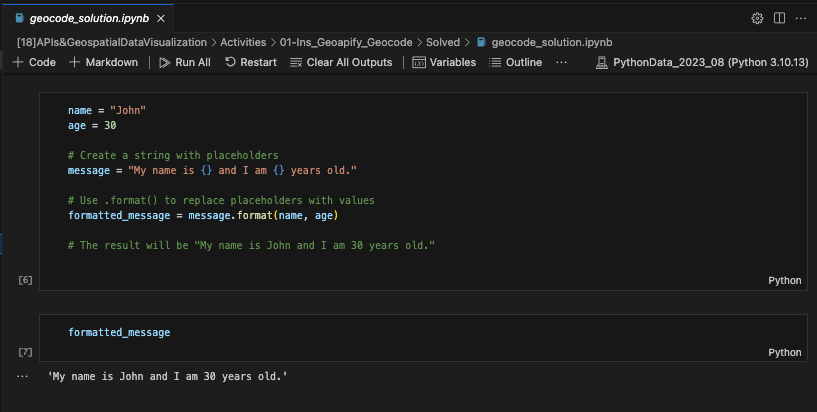 geocode_solution.ipynb
[18]APIs&GeospatialDataVisualization > Activities > 01-Ins_Geoapify_Geocode > Solved > geocode_solution.ipynb
+ Code + Markdown | Run All Restart Clear All Outputs | Variables Outline ... PythonData_2023_08 (Python 3.10.13)
name = "John"
age = 30
# Create a string with placeholders
message = "My name is {} and I am {} years old."
# Use .format() to replace placeholders with values
formatted_message = message.format(name, age)
# The result will be "My name is John and I am 30 years old."
[6] Python
formatted_message
[7] Python
... 'My name is John and I am 30 years old.'